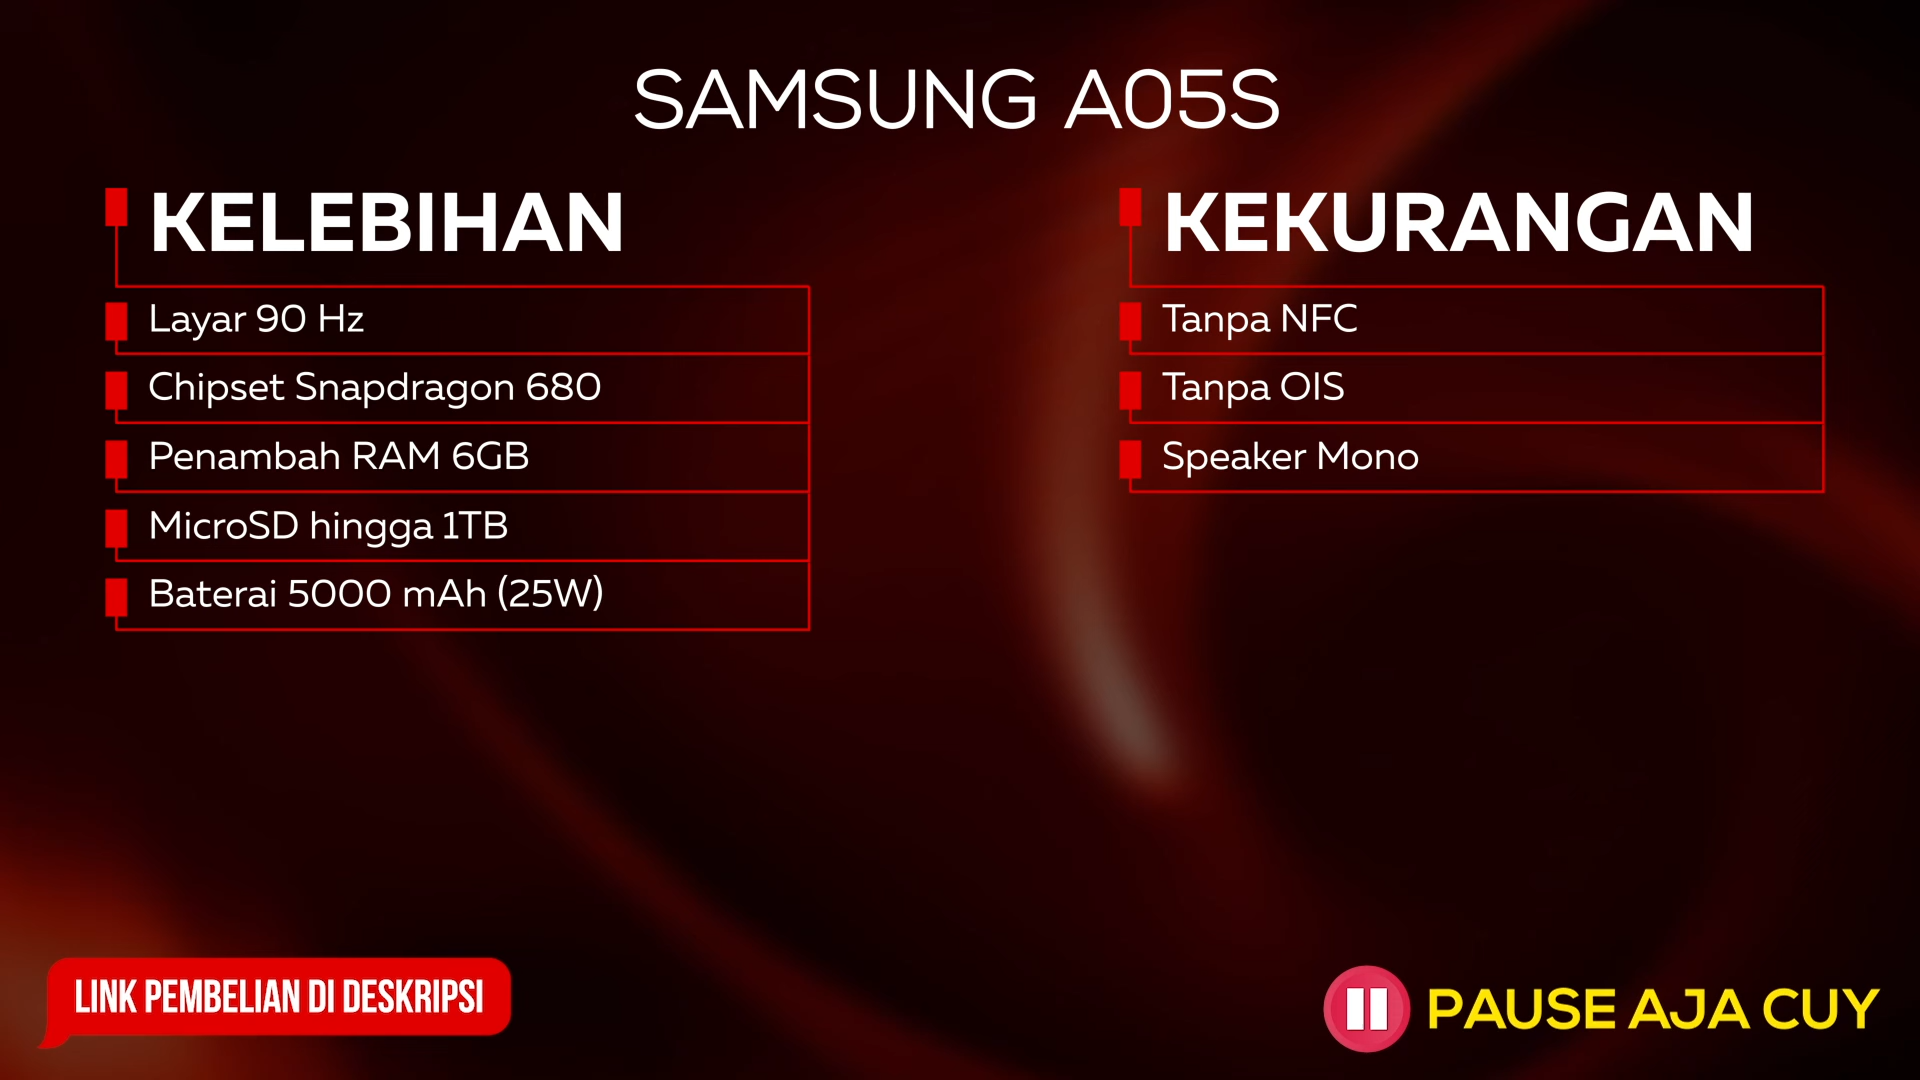 SAMSUNG A05S
KELEBIHAN
Layar 90 Hz
Chipset Snapdragon 680
Penambah RAM 6GB
MicroSD hingga 1TB
Baterai 5000 mAh (25W)
KEKURANGAN
Tanpa NFC
Tanpa OIS
Speaker Mono
LINK PEMBELIAN DI DESKRIPSI
PAUSE AJA CUY